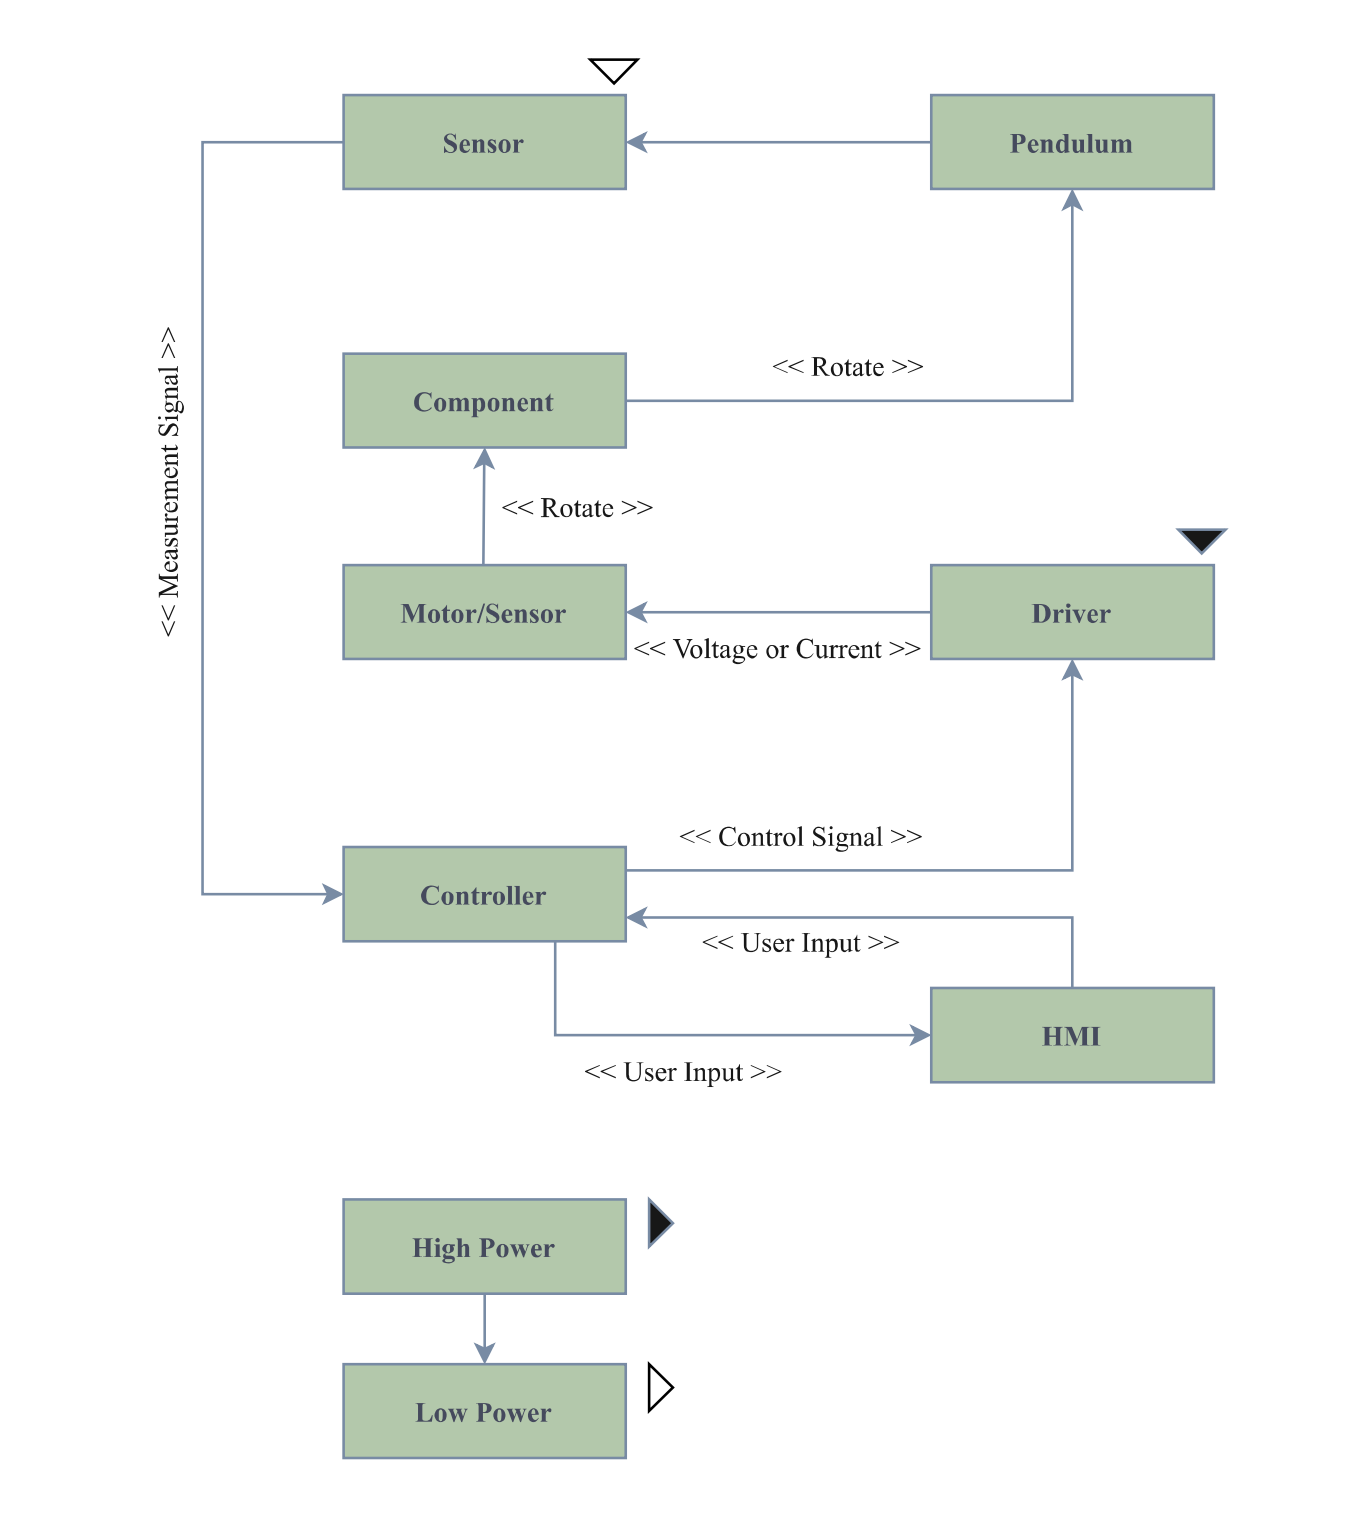 Sensor
Pendulum
<< Measurement Signal >>
<< Rotate >>
Component
<< Rotate >>
Motor/Sensor
Driver
<< Voltage or Current >>
<< Control Signal >>
Controller
<< User Input >>
HMI
<< User Input >>
High Power
Low Power